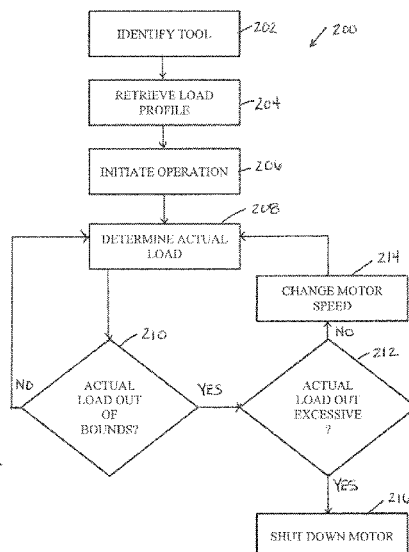 IDENTIFY TOOL
202
200
RETRIEVE LOAD
PROFILE
204
INITIATE OPERATION
206
208
DETERMINE ACTUAL
LOAD
214
CHANGE MOTOR
SPEED
210
NO
ACTUAL
LOAD OUT
OF
BOUNDS?
YES
NO
212
ACTUAL
LOAD OUT
EXCESSIVE
?
YES
216
SHUT DOWN MOTOR